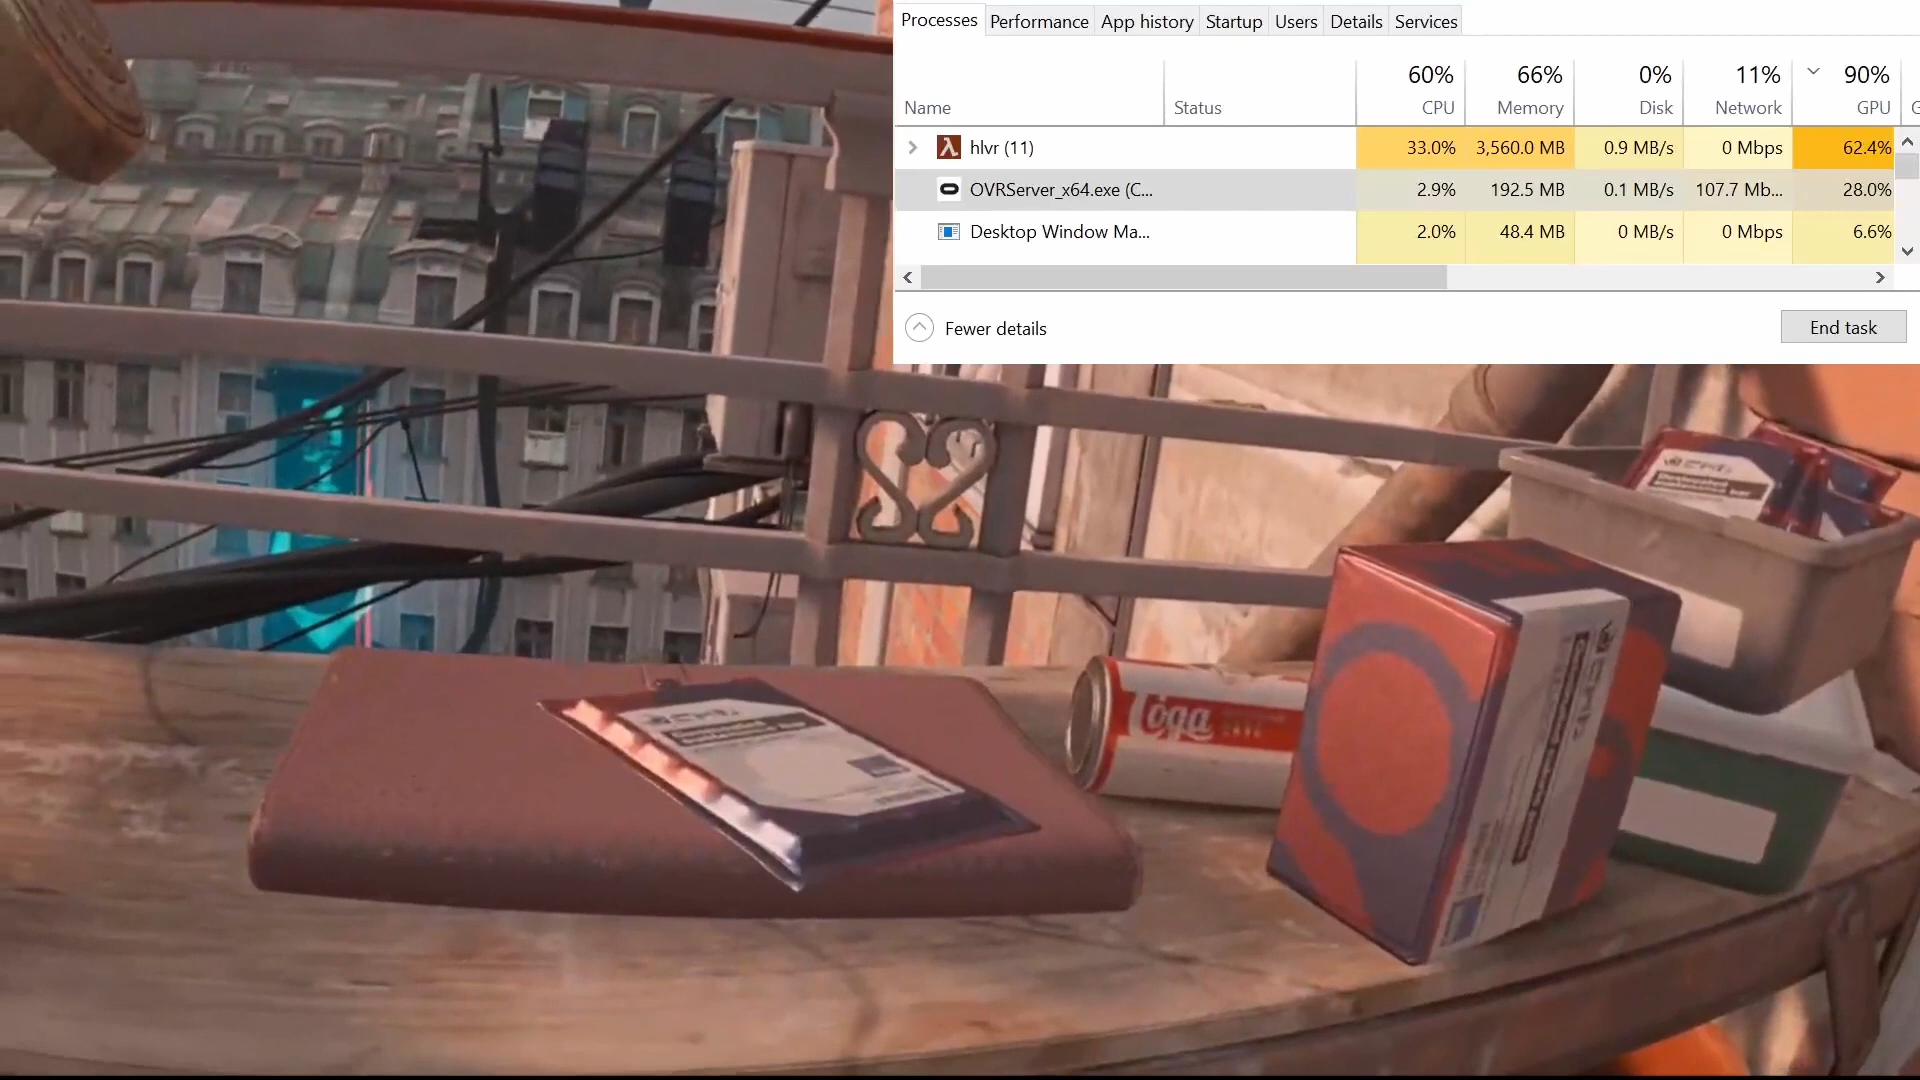 Processes Performance App history Startup Users Details Services
60% 66% 0% 11% 90%
Name Status CPU Memory Disk Network GPU G
hlvr (11) 33.0% 3,560.0 MB 0.9 MB/s 0 Mbps 62.4%
OVRServer_x64.exe (C... 2.9% 192.5 MB 0.1 MB/s 107.7 Mb... 28.0%
Desktop Window Ma... 2.0% 48.4 MB 0 MB/s 0 Mbps 6.6%
Fewer details
End task
Coga